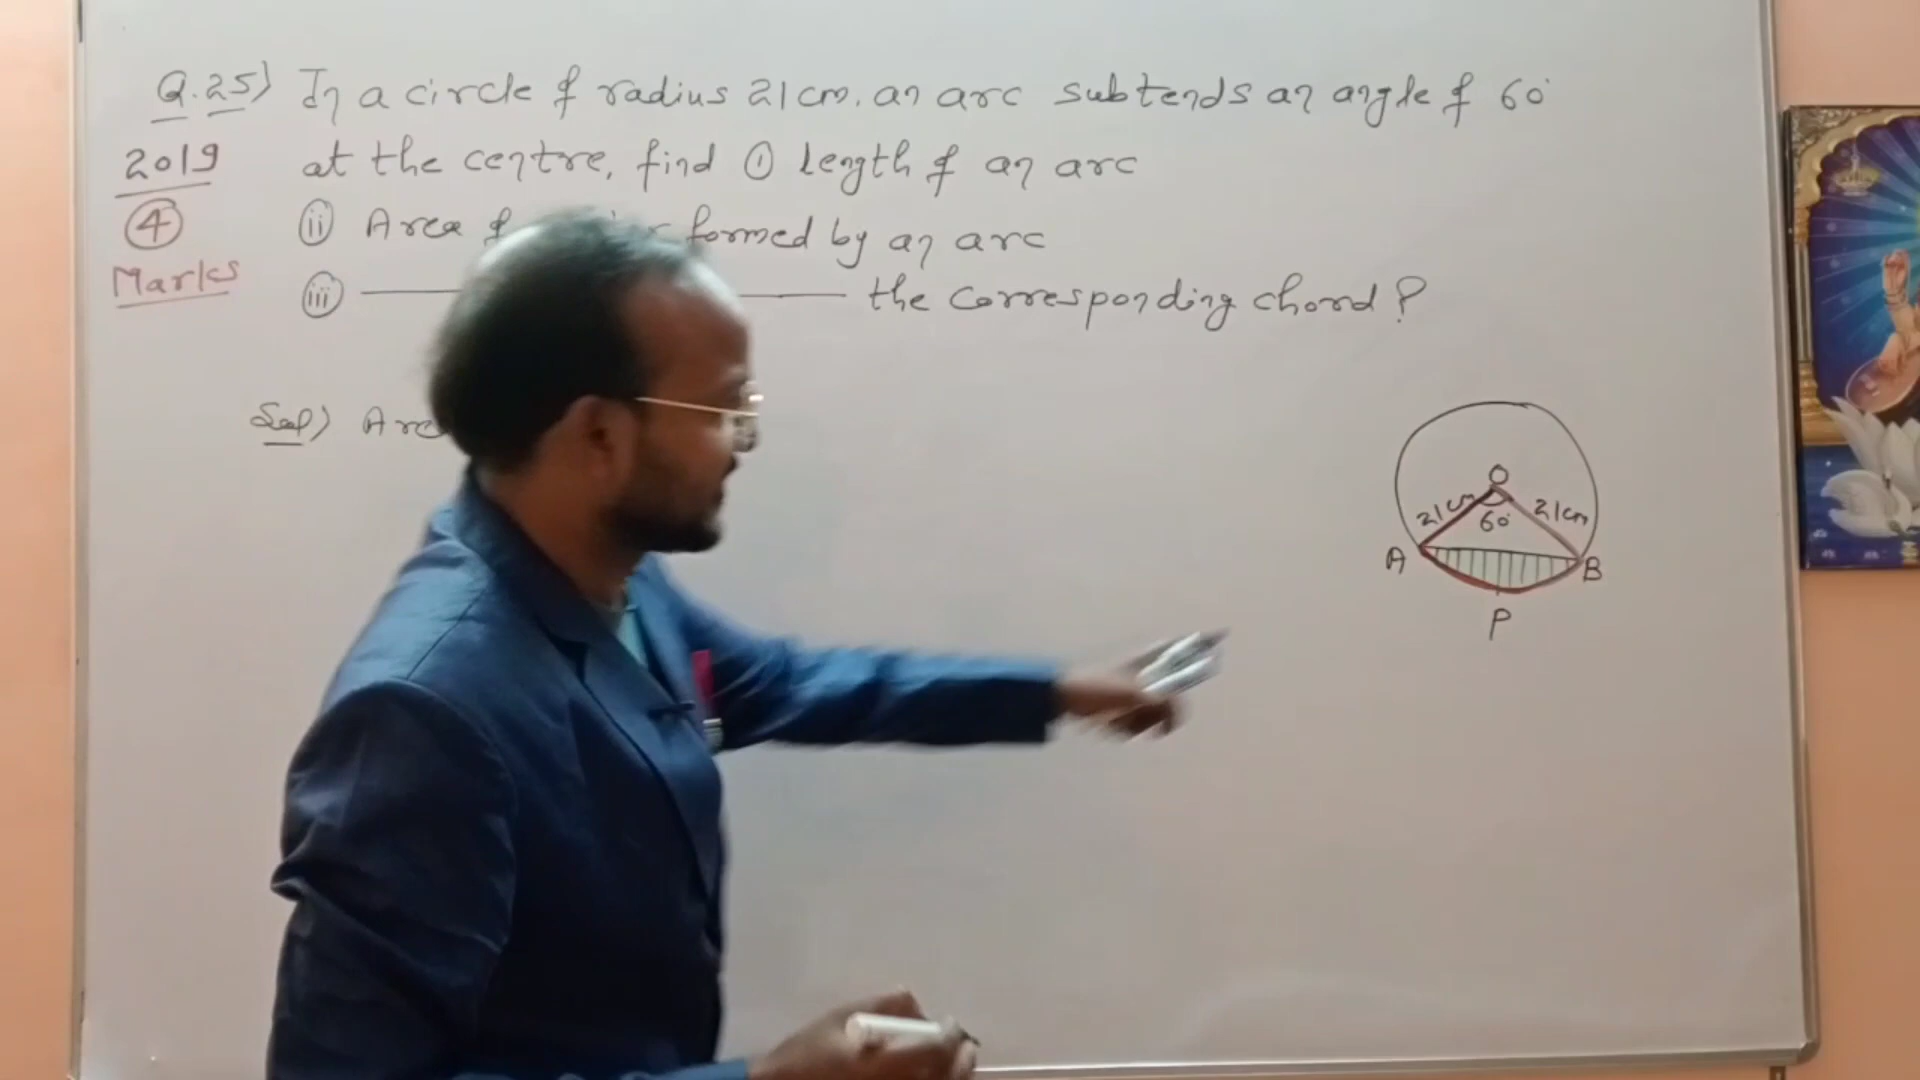 Q.25) In a circle of radius 21cm. an arc subtends an angle of 60°
2019 at the centre, find ① length of an arc
④ ⅱ Area of formed by an arc
Marks ⅲ the corresponding chord?
Sol) Arc
O
21cm 60° 21cm
A B
P